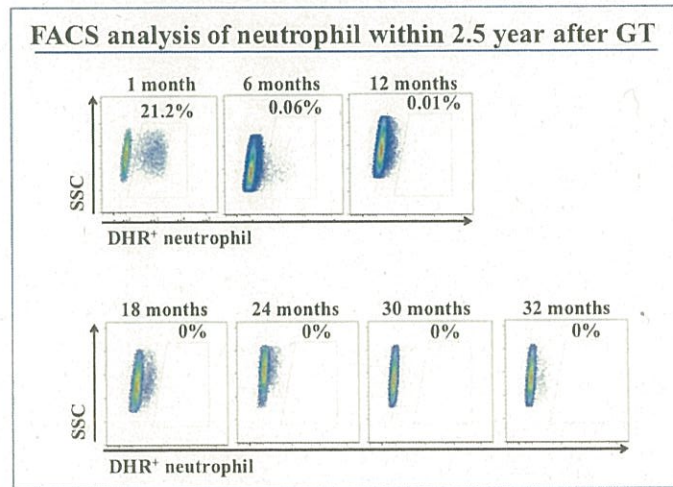 FACS analysis of neutrophil within 2.5 year after GT
1 month 6 months 12 months
21.2% 0.06% 0.01%
SSC
DHR⁺ neutrophil
18 months 24 months 30 months 32 months
0% 0% 0% 0%
SSC
DHR⁺ neutrophil